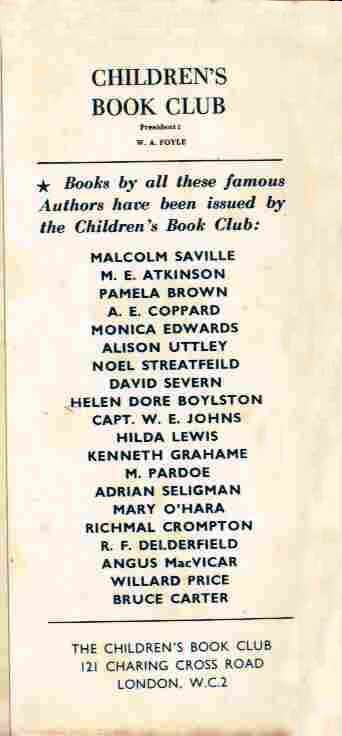 CHILDREN'S
BOOK CLUB
President:
W. A. FOYLE
★ Books by all these famous
Authors have been issued by
the Children's Book Club:
MALCOLM SAVILLE
M. E. ATKINSON
PAMELA BROWN
A. E. COPPARD
MONICA EDWARDS
ALISON UTTLEY
NOEL STREATFEILD
DAVID SEVERN
HELEN DORE BOYLSTON
CAPT. W. E. JOHNS
HILDA LEWIS
KENNETH GRAHAME
M. PARDOE
ADRIAN SELIGMAN
MARY O'HARA
RICHMAL CROMPTON
R. F. DELDERFIELD
ANGUS MacVICAR
WILLARD PRICE
BRUCE CARTER
THE CHILDREN'S BOOK CLUB
121 CHARING CROSS ROAD
LONDON, W.C.2